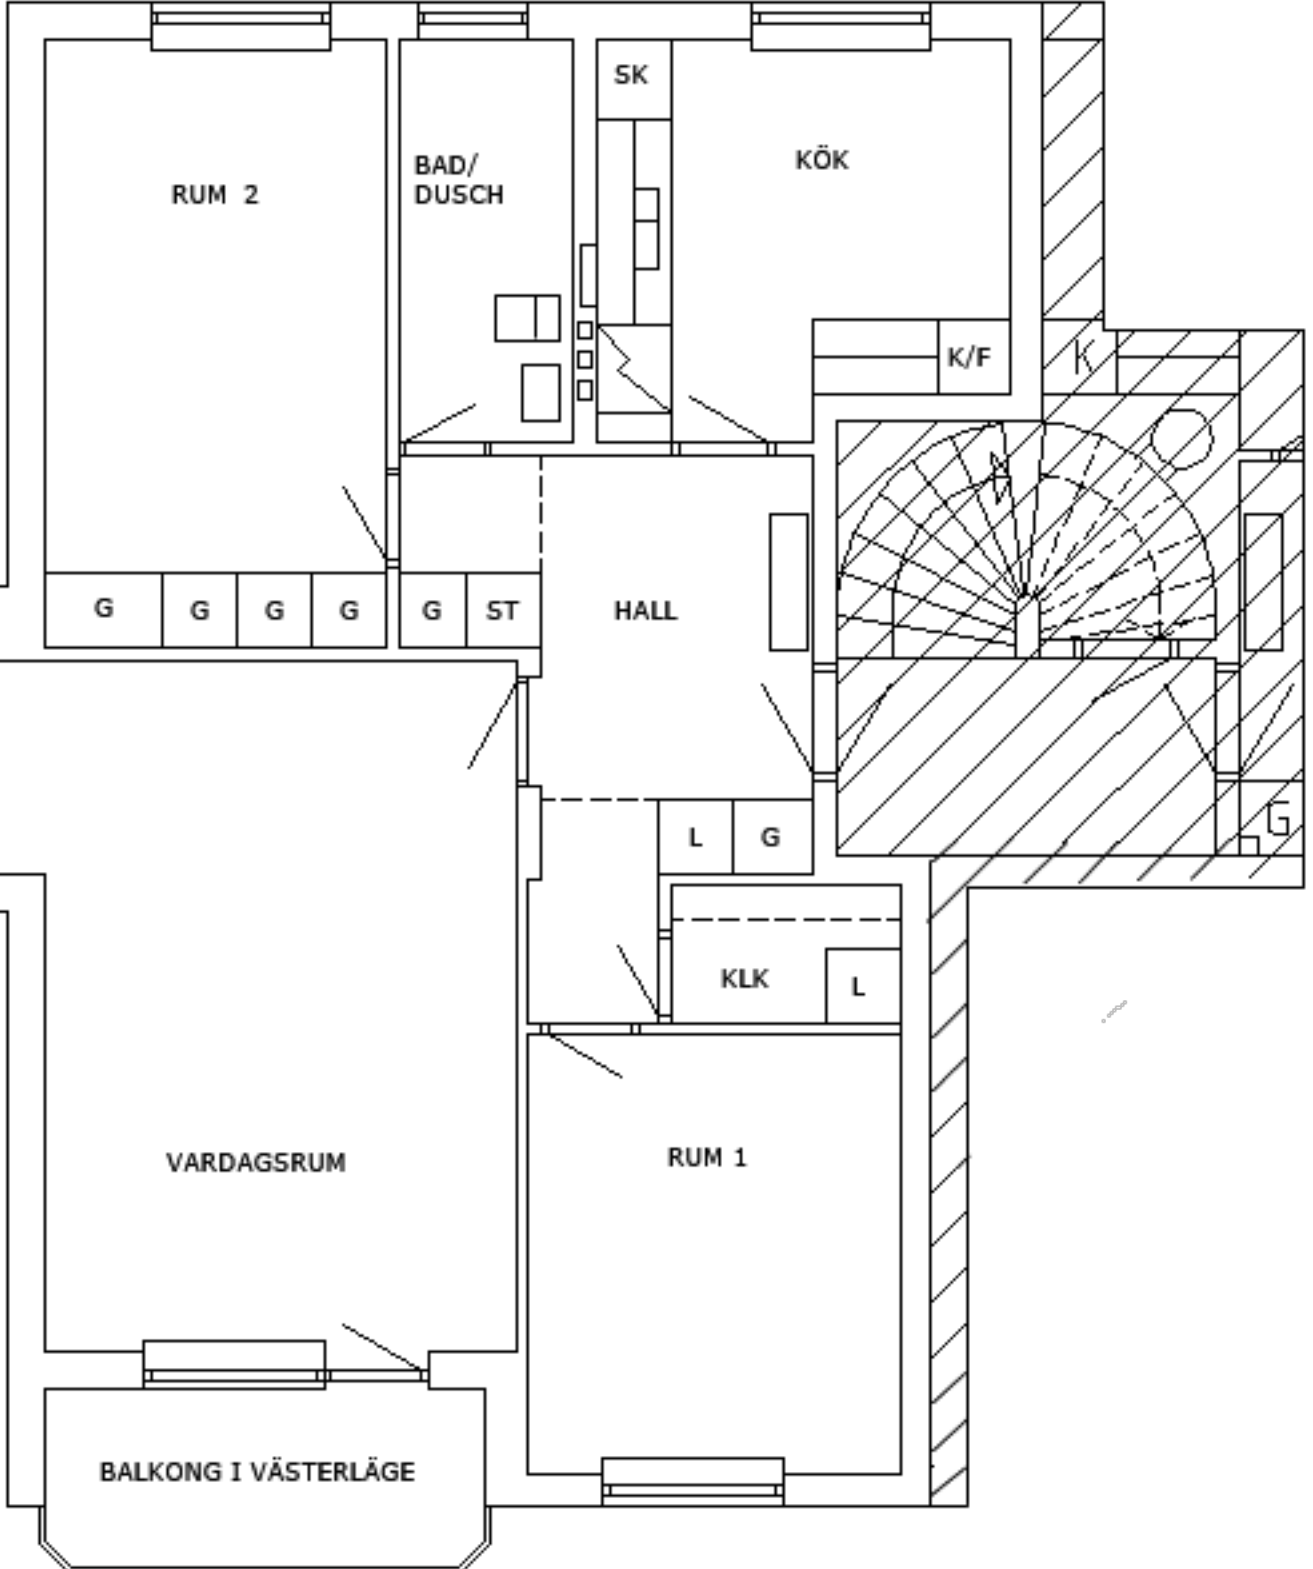 SK
KÖK
BAD/
DUSCH
RUM 2
K/F
K
G
G
G
G
G
ST
HALL
L
G
G
KLK
L
VARDAGSRUM
RUM 1
BALKONG I VÄSTERLÄGE